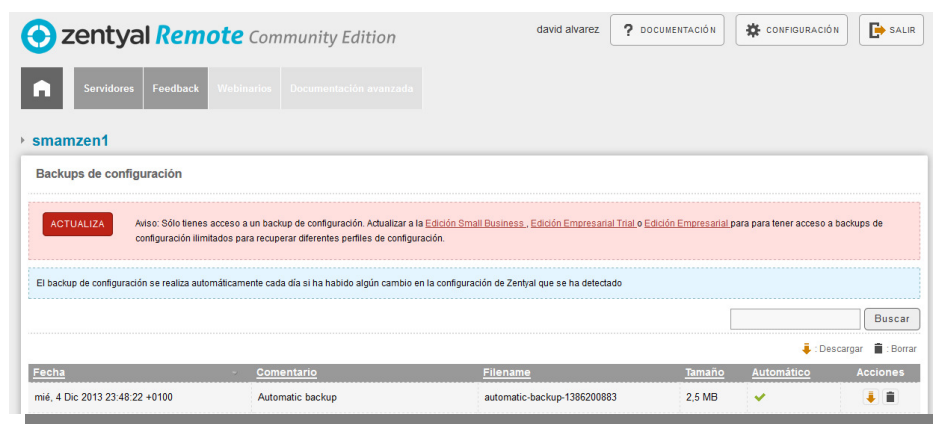 zentyal Remote Community Edition
david alvarez
? DOCUMENTACIÓN
CONFIGURACIÓN
SALIR
Servidores
Feedback
Webinarios
Documentación avanzada
smamzen1
Backups de configuración
ACTUALIZA
Aviso: Sólo tienes acceso a un backup de configuración. Actualizar a la Edición Small Business , Edición Empresarial Trial o Edición Empresarial para para tener acceso a backups de
configuración ilimitados para recuperar diferentes perfiles de configuración.
El backup de configuración se realiza automáticamente cada día si ha habido algún cambio en la configuración de Zentyal que se ha detectado
Buscar
: Descargar : Borrar
Fecha Comentario Filename Tamaño Automático Acciones
mié, 4 Dic 2013 23:48:22 +0100 Automatic backup automatic-backup-1386200883 2,5 MB